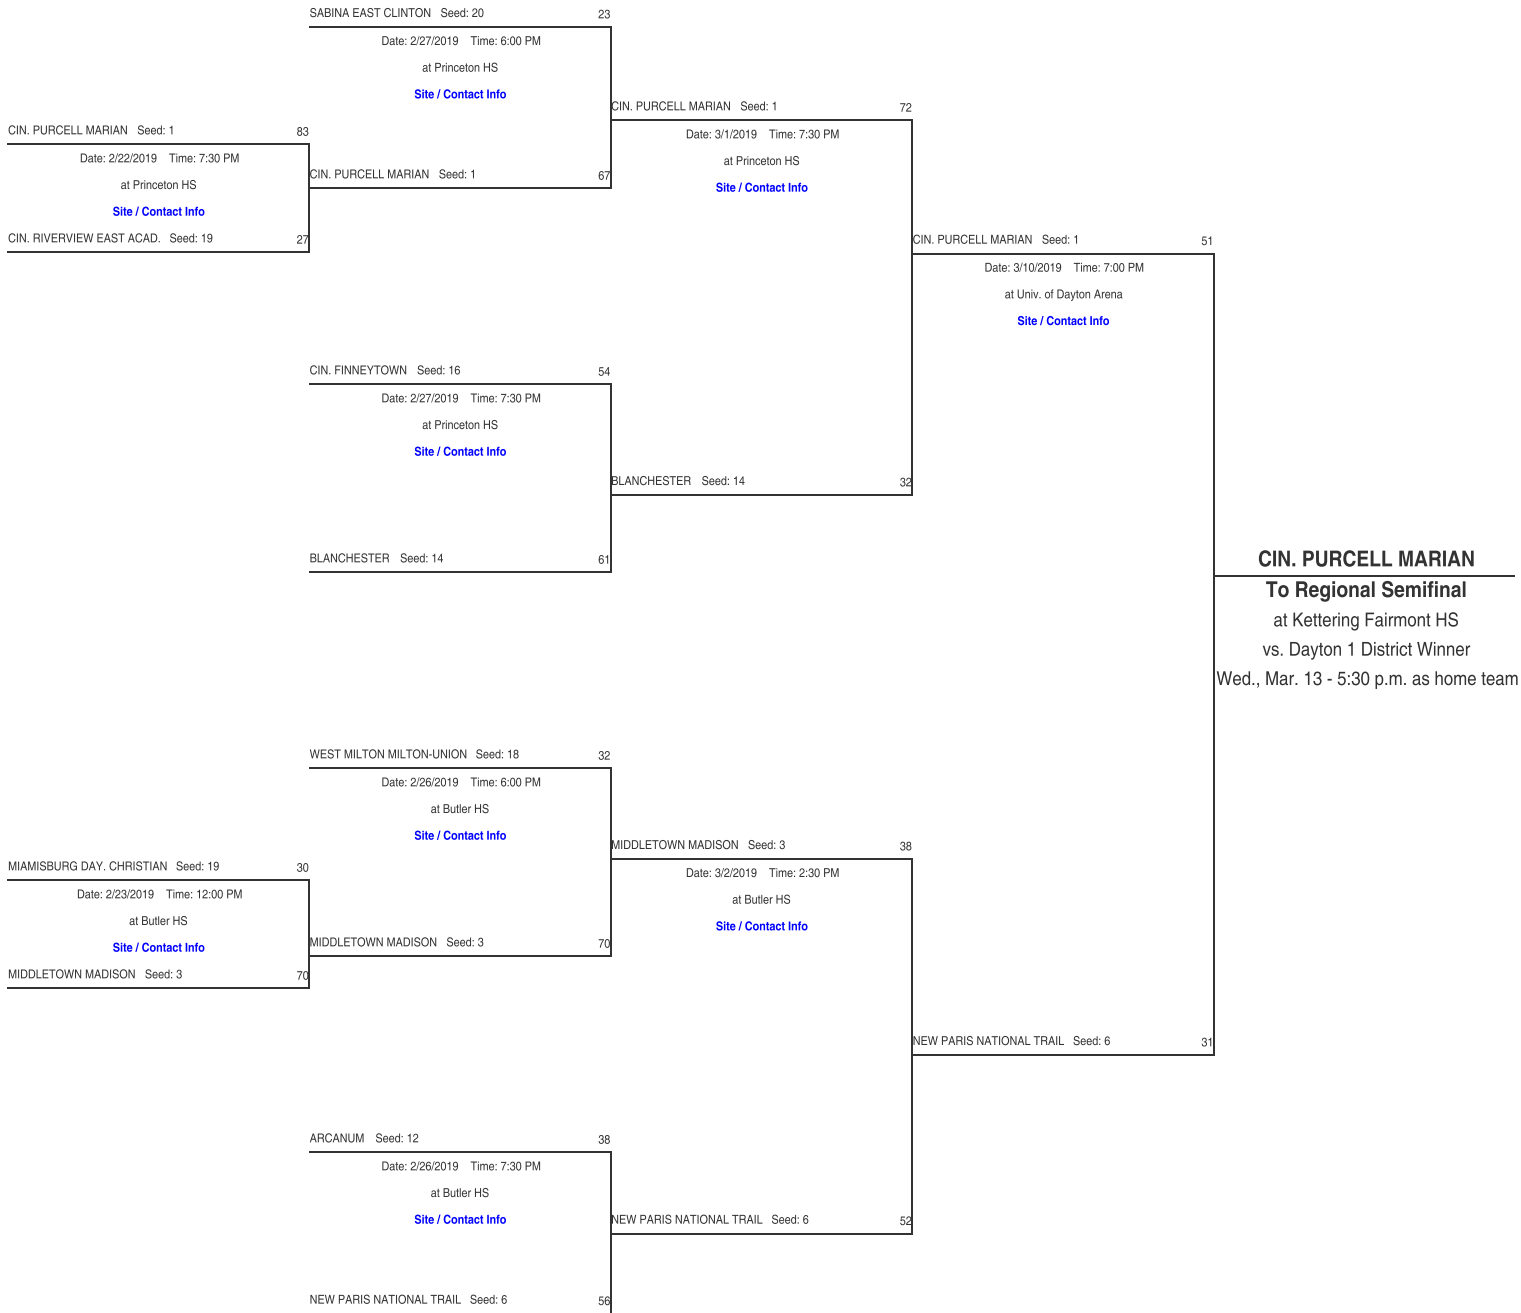 SABINA EAST CLINTON Seed: 20 23
Date: 2/27/2019 Time: 6:00 PM
at Princeton HS
Site / Contact Info
CIN. PURCELL MARIAN Seed: 1 72
Date: 3/1/2019 Time: 7:30 PM
at Princeton HS
Site / Contact Info
CIN. PURCELL MARIAN Seed: 1 83
Date: 2/22/2019 Time: 7:30 PM
at Princeton HS
Site / Contact Info
CIN. RIVERVIEW EAST ACAD. Seed: 19 27
CIN. PURCELL MARIAN Seed: 1 67
CIN. PURCELL MARIAN Seed: 1 51
Date: 3/10/2019 Time: 7:00 PM
at Univ. of Dayton Arena
Site / Contact Info
CIN. FINNEYTOWN Seed: 16 54
Date: 2/27/2019 Time: 7:30 PM
at Princeton HS
Site / Contact Info
BLANCHESTER Seed: 14 32
BLANCHESTER Seed: 14 61
CIN. PURCELL MARIAN
To Regional Semifinal
at Kettering Fairmont HS
vs. Dayton 1 District Winner
Wed., Mar. 13 - 5:30 p.m. as home team
WEST MILTON MILTON-UNION Seed: 18 32
Date: 2/26/2019 Time: 6:00 PM
at Butler HS
Site / Contact Info
MIDDLETOWN MADISON Seed: 3 38
Date: 3/2/2019 Time: 2:30 PM
at Butler HS
Site / Contact Info
MIAMISBURG DAY. CHRISTIAN Seed: 19 30
Date: 2/23/2019 Time: 12:00 PM
at Butler HS
Site / Contact Info
MIDDLETOWN MADISON Seed: 3 70
MIDDLETOWN MADISON Seed: 3 70
NEW PARIS NATIONAL TRAIL Seed: 6 31
ARCANUM Seed: 12 38
Date: 2/26/2019 Time: 7:30 PM
at Butler HS
Site / Contact Info
NEW PARIS NATIONAL TRAIL Seed: 6 52
NEW PARIS NATIONAL TRAIL Seed: 6 56